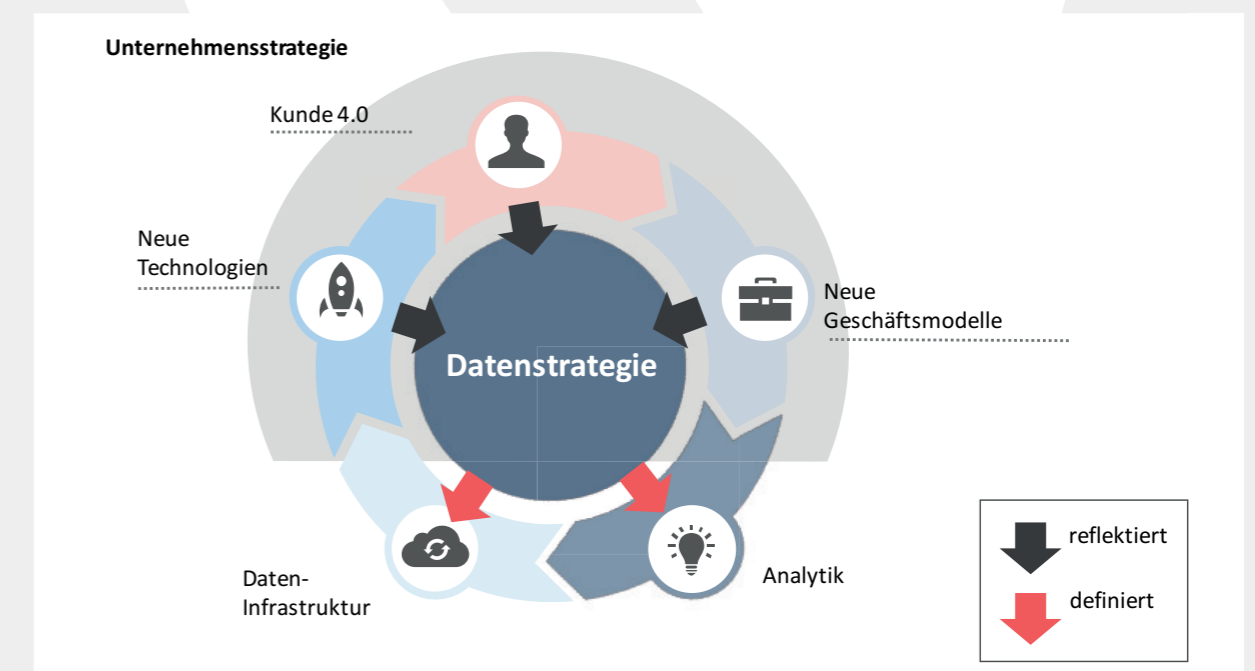 Unternehmensstrategie
Kunde 4.0
Neue
Technologien
Neue
Geschäftsmodelle
Datenstrategie
Daten-
Infrastruktur
Analytik
reflektiert
definiert